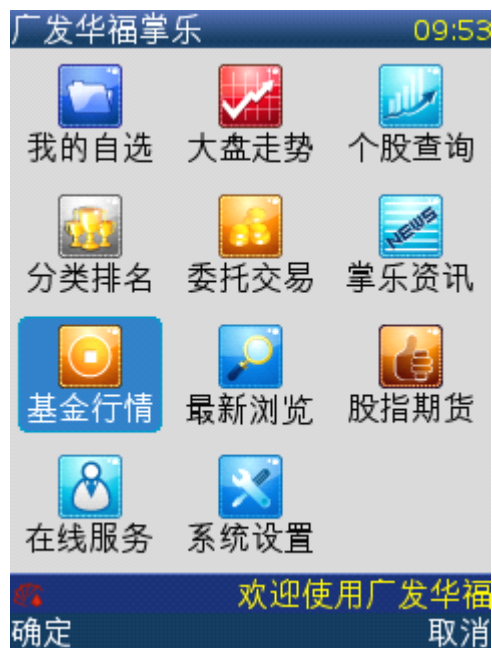 广发华福掌乐 09:53
我的自选 大盘走势 个股查询
NEWS
分类排名 委托交易 掌乐资讯
基金行情 最新浏览 股指期货
在线服务 系统设置
欢迎使用广发华福
确定 取消